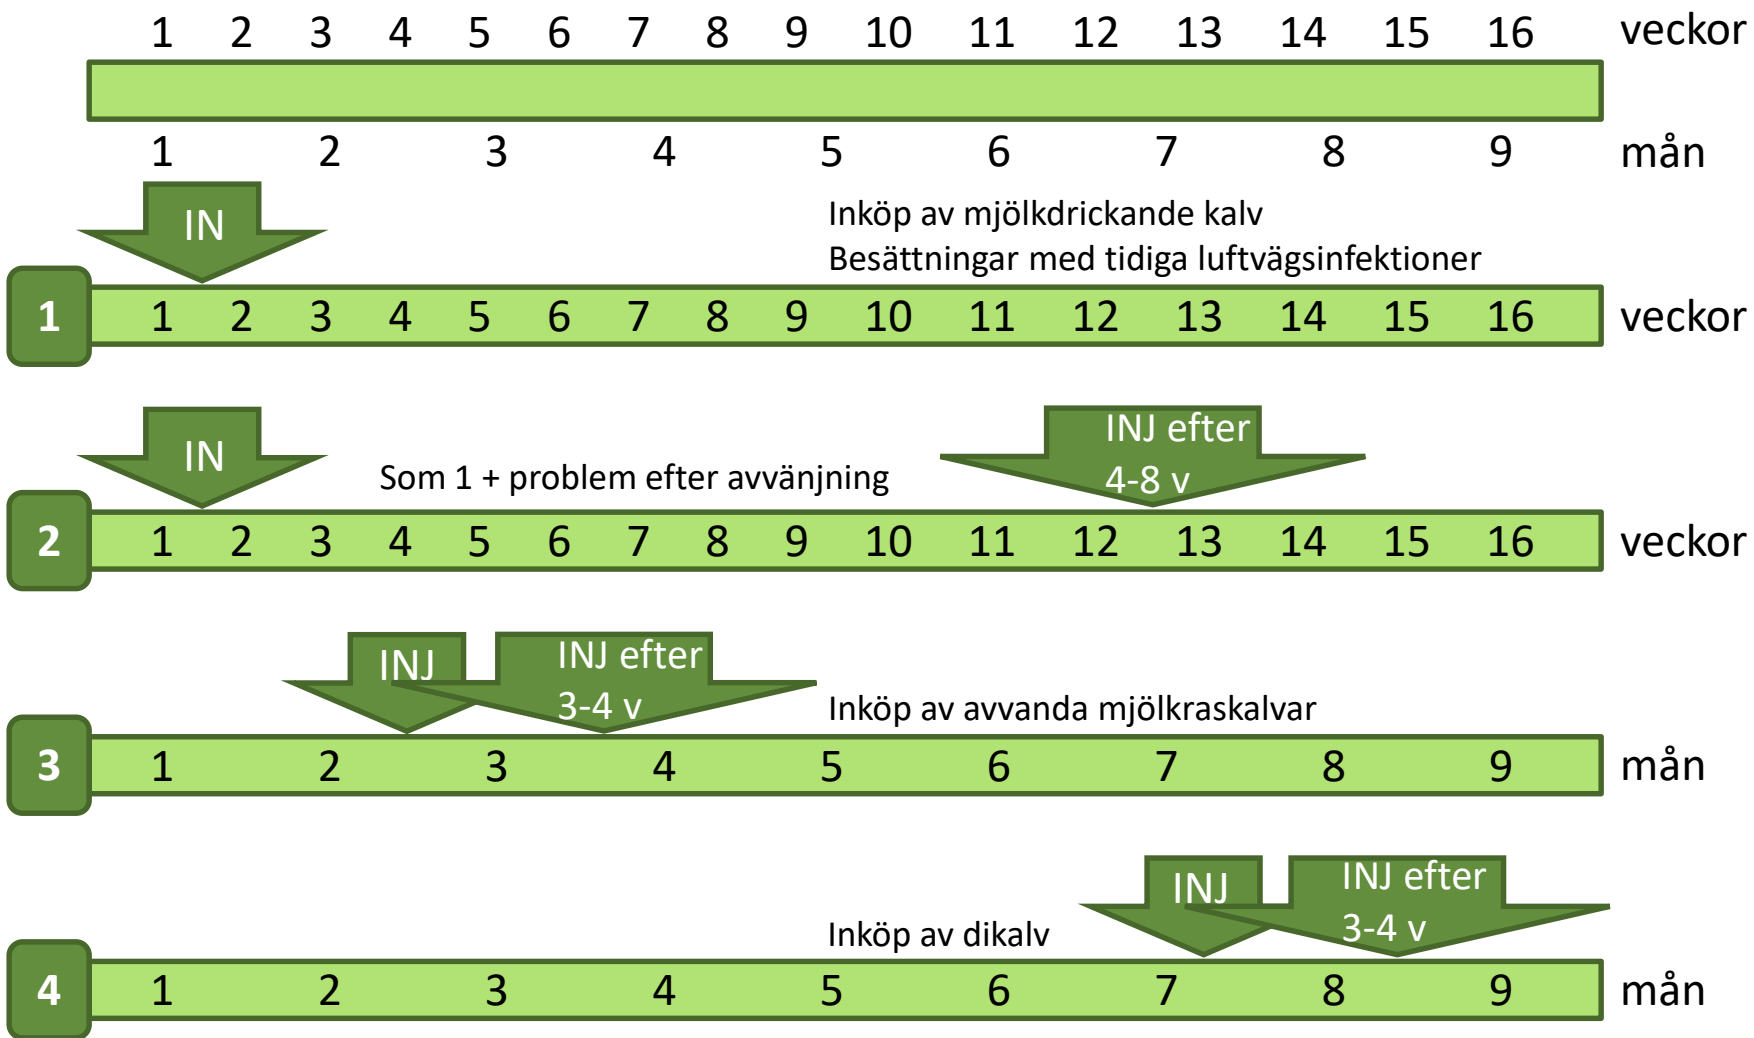 1 2 3 4 5 6 7 8 9 10 11 12 13 14 15 16 veckor
1 2 3 4 5 6 7 8 9 mån
IN
Inköp av mjölkdrickande kalv
Besättningar med tidiga luftvägsinfektioner
1 1 2 3 4 5 6 7 8 9 10 11 12 13 14 15 16 veckor
IN
Som 1 + problem efter avvänjning
INJ efter
4-8 v
2 1 2 3 4 5 6 7 8 9 10 11 12 13 14 15 16 veckor
INJ
INJ efter
3-4 v
Inköp av avvanda mjölkraskalvar
3 1 2 3 4 5 6 7 8 9 mån
Inköp av dikalv
INJ
INJ efter
3-4 v
4 1 2 3 4 5 6 7 8 9 mån